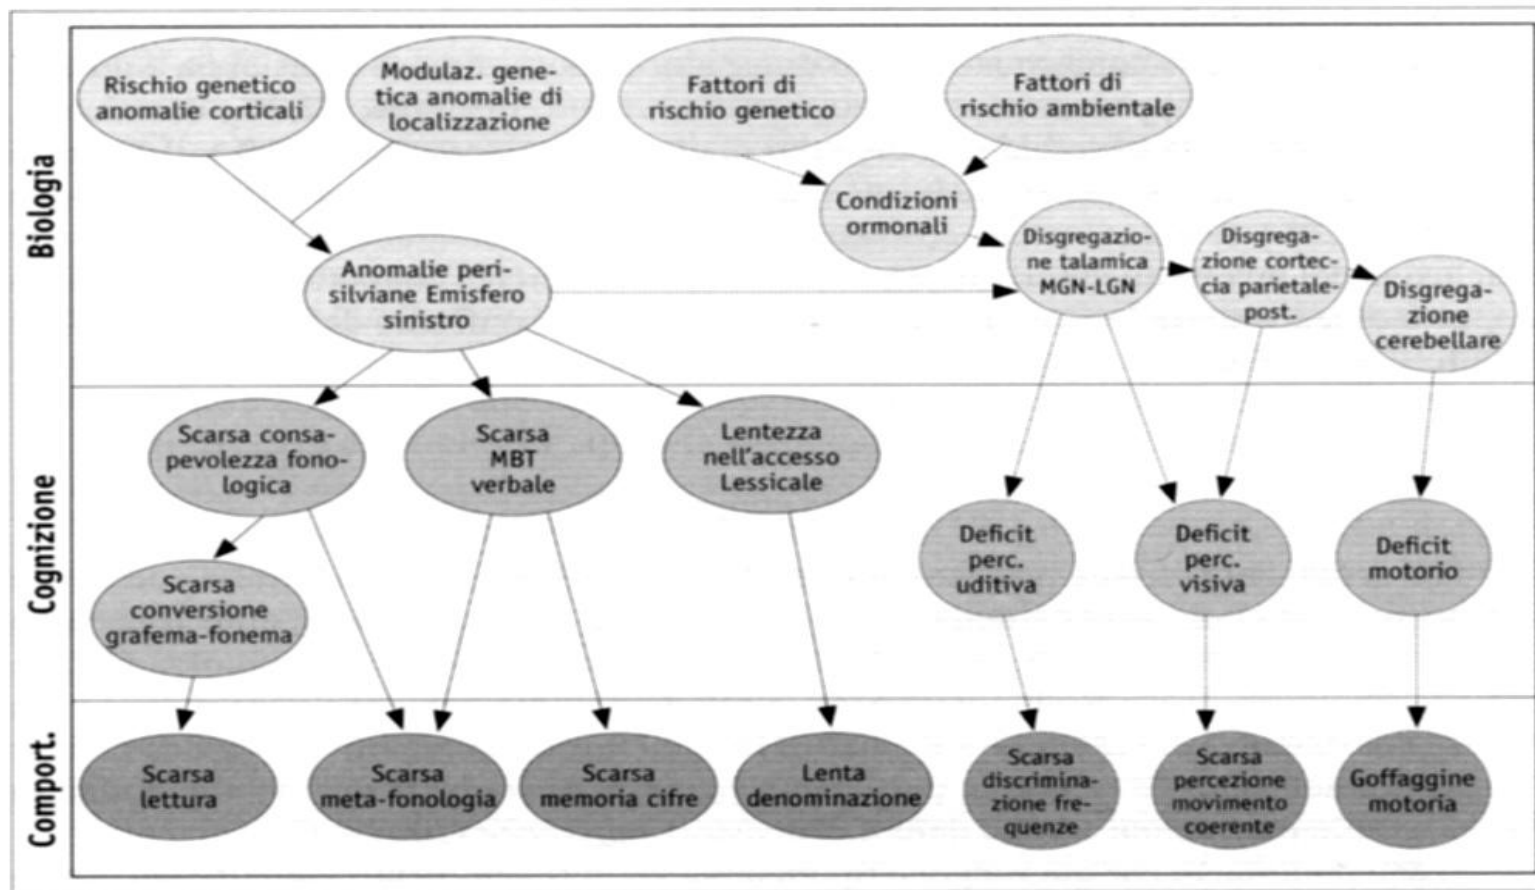 Biologia
Rischio genetico
anomalie corticali
Modulaz. gene-
tica anomalie di
localizzazione
Fattori di
rischio genetico
Fattori di
rischio ambientale
Condizioni
ormonali
Anomalie peri-
silviane Emisfero
sinistro
Disgregazio-
ne talamica
MGN-LGN
Disgrega-
zione cortec-
cia parietale-
post.
Disgrega-
zione
cerebellare
Cognizione
Scarsa consa-
pevolezza fono-
logica
Scarsa
MBT
verbale
Lentezza
nell'accesso
Lessicale
Scarsa
conversione
grafema-fonema
Deficit
perc.
uditiva
Deficit
perc.
visiva
Deficit
motorio
Comport.
Scarsa
lettura
Scarsa
meta-fonologia
Scarsa
memoria cifre
Lenta
denominazione
Scarsa
discrimina-
zione fre-
quenze
Scarsa
percezione
movimento
coerente
Goffaggine
motoria